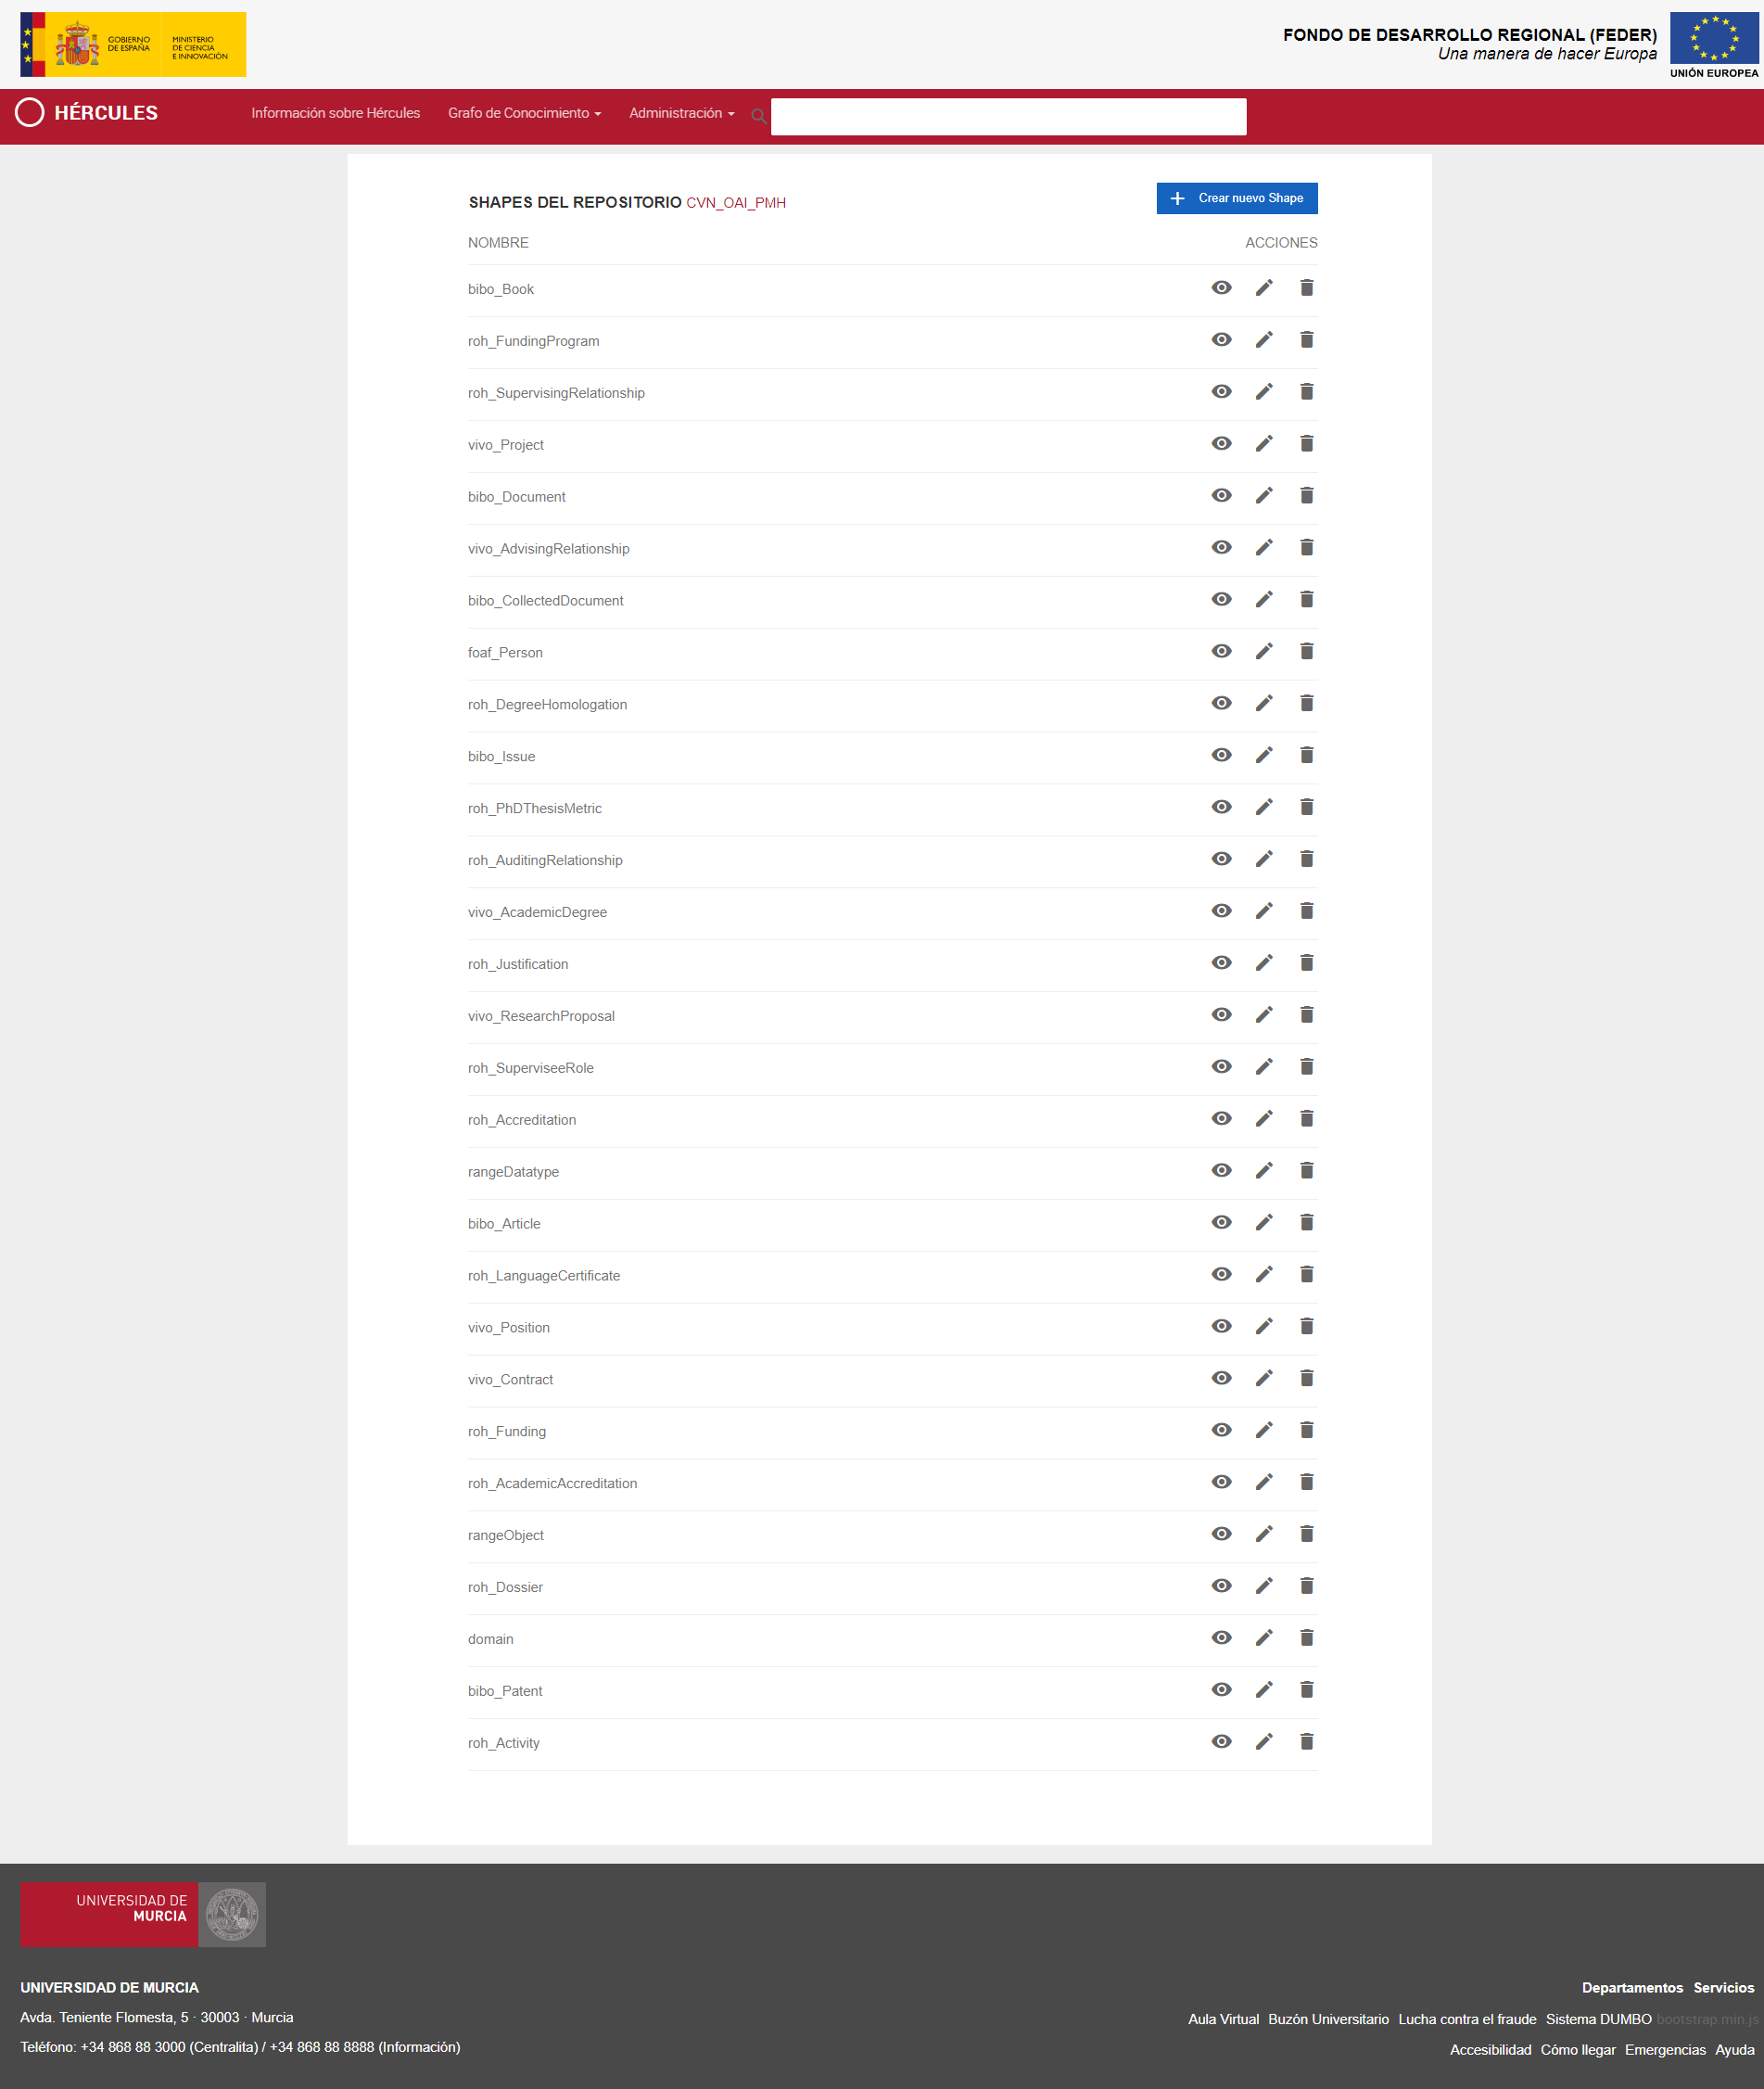 GOBIERNO
DE ESPAÑA
MINISTERIO
DE CIENCIA
E INNOVACIÓN
FONDO DE DESARROLLO REGIONAL (FEDER)
Una manera de hacer Europa
UNIÓN EUROPEA
HÉRCULES Información sobre Hércules Grafo de Conocimiento Administración
SHAPES DEL REPOSITORIO CVN_OAI_PMH Crear nuevo Shape
NOMBRE ACCIONES
bibo_Book
roh_FundingProgram
roh_SupervisingRelationship
vivo_Project
bibo_Document
vivo_AdvisingRelationship
bibo_CollectedDocument
foaf_Person
roh_DegreeHomologation
bibo_Issue
roh_PhDThesisMetric
roh_AuditingRelationship
vivo_AcademicDegree
roh_Justification
vivo_ResearchProposal
roh_SuperviseeRole
roh_Accreditation
rangeDatatype
bibo_Article
roh_LanguageCertificate
vivo_Position
vivo_Contract
roh_Funding
roh_AcademicAccreditation
rangeObject
roh_Dossier
domain
bibo_Patent
roh_Activity
UNIVERSIDAD DE
MURCIA
UNIVERSIDAD DE MURCIA
Avda. Teniente Flomesta, 5 · 30003 · Murcia
Teléfono: +34 868 88 3000 (Centralita) / +34 868 88 8888 (Información)
Departamentos Servicios
Aula Virtual Buzón Universitario Lucha contra el fraude Sistema DUMBO bootstrap.min.js
Accesibilidad Cómo llegar Emergencias Ayuda